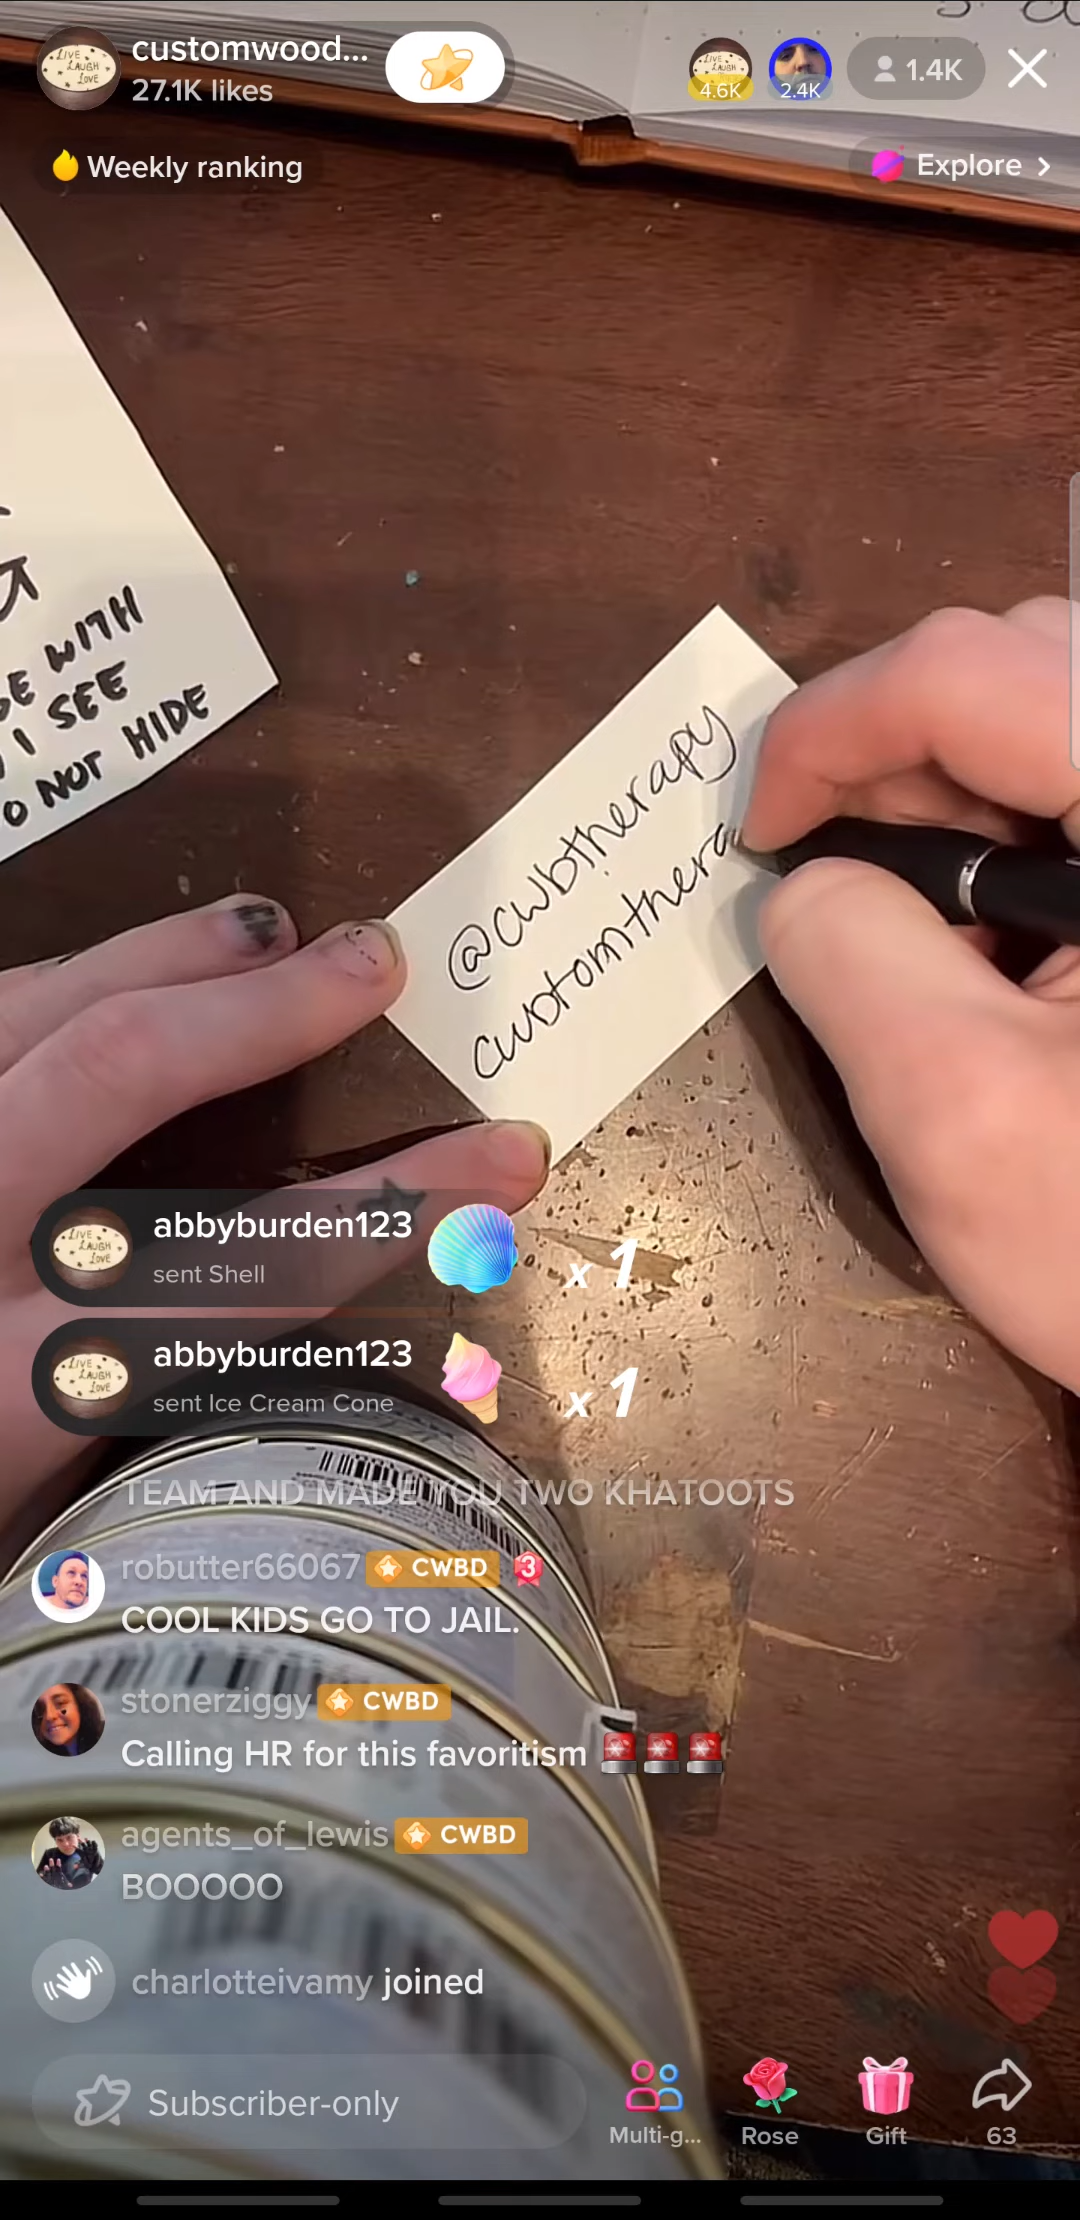 customwood...
27.1K likes
4.6K
2.4K
1.4K
Weekly ranking
Explore >
WITH
I SEE
NOT HIDE
@cwbtherapy
customthera
abbyburden123
sent Shell
x 1
abbyburden123
sent Ice Cream Cone
x 1
TEAM AND MADE YOU TWO KHATOOTS
robutter66067 CWBD 3
COOL KIDS GO TO JAIL.
stonerziggy CWBD
Calling HR for this favoritism 🚨🚨🚨
agents_of_lewis CWBD
BOOOOO
charlotteivamy joined
Subscriber-only
Multi-g...
Rose
Gift
63